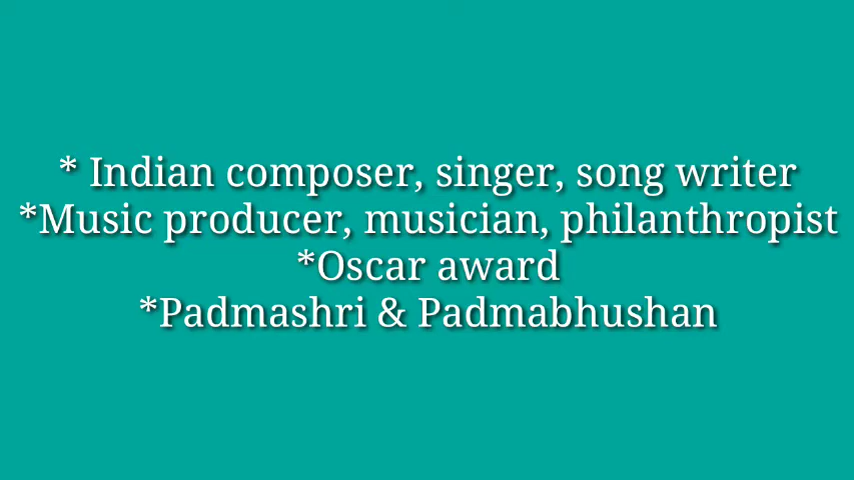 * Indian composer, singer, song writer
*Music producer, musician, philanthropist
*Oscar award
*Padmashri & Padmabhushan